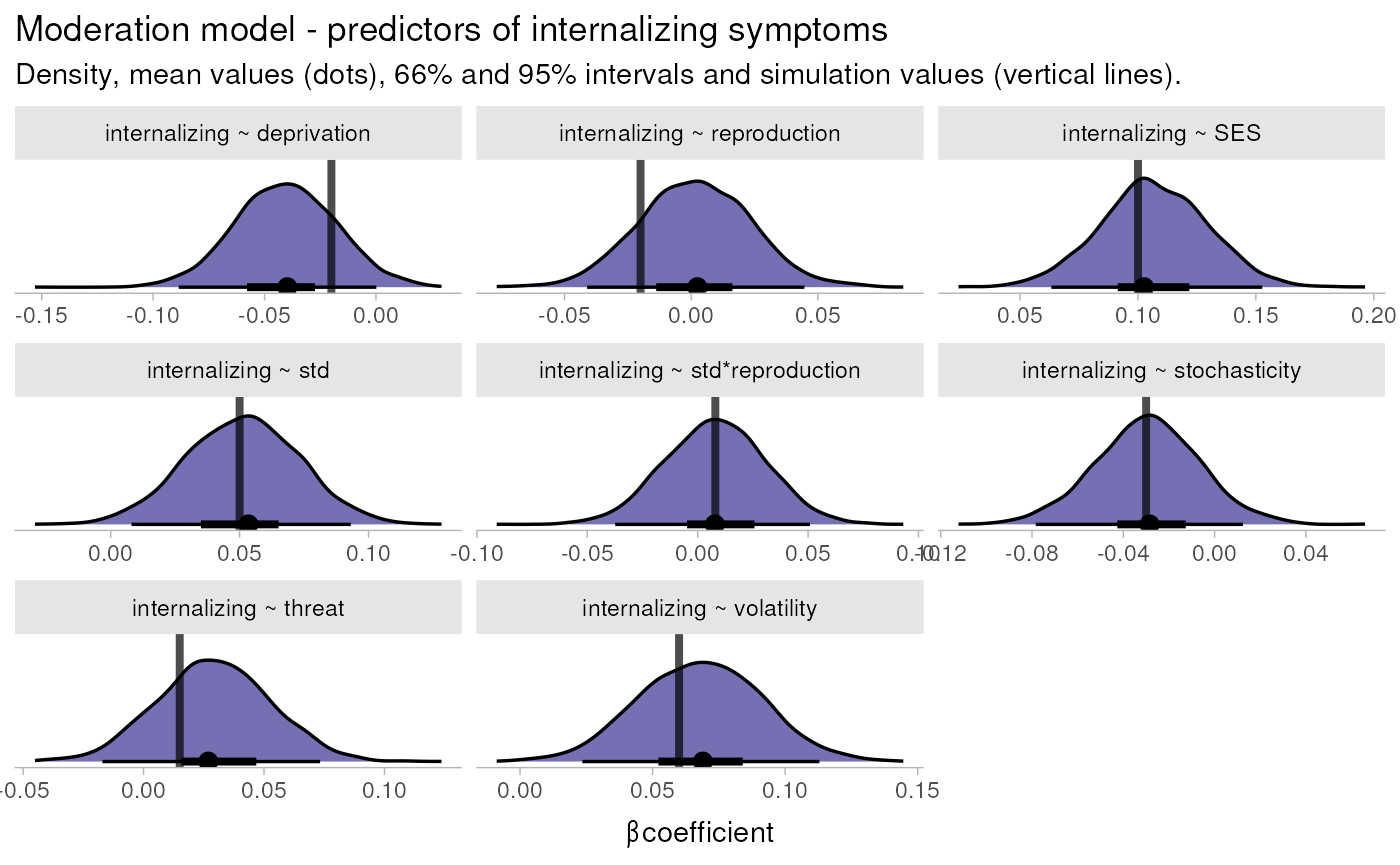 Moderation model - predictors of internalizing symptoms
Density, mean values (dots), 66% and 95% intervals and simulation values (vertical lines).
internalizing ~ deprivation
internalizing ~ reproduction
internalizing ~ SES
-0.15 -0.10 -0.05 0.00
-0.05 0.00 0.05
0.05 0.10 0.15 0.20
internalizing ~ std
internalizing ~ std*reproduction
internalizing ~ stochasticity
0.00 0.05 0.10
-0.10 -0.05 0.00 0.05 0.10
-0.12 -0.08 -0.04 0.00 0.04
internalizing ~ threat
internalizing ~ volatility
-0.05 0.00 0.05 0.10
0.00 0.05 0.10 0.15
βcoefficient